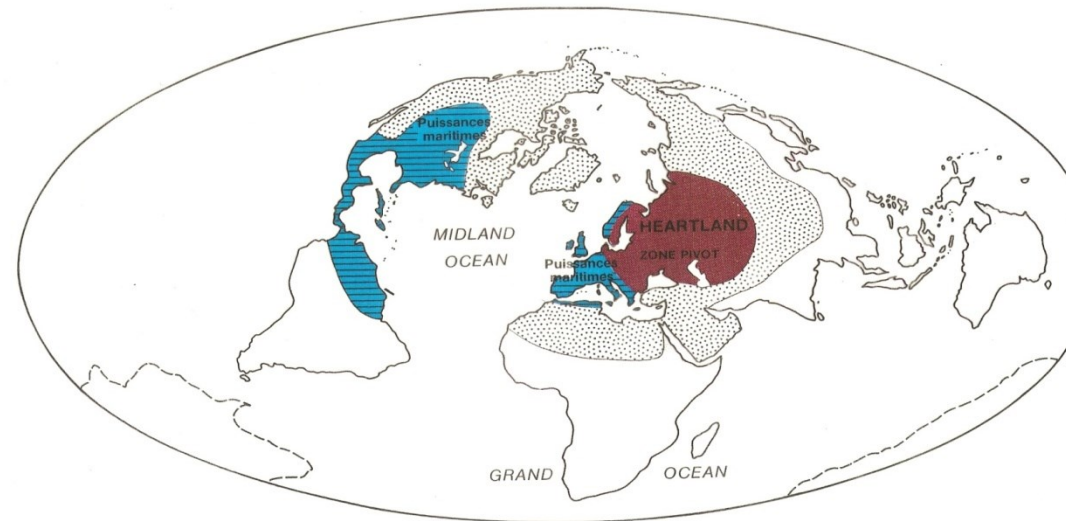 Puissances
maritimes
MIDLAND
OCEAN
HEARTLAND
ZONE PIVOT
Puissances
maritimes
GRAND OCEAN